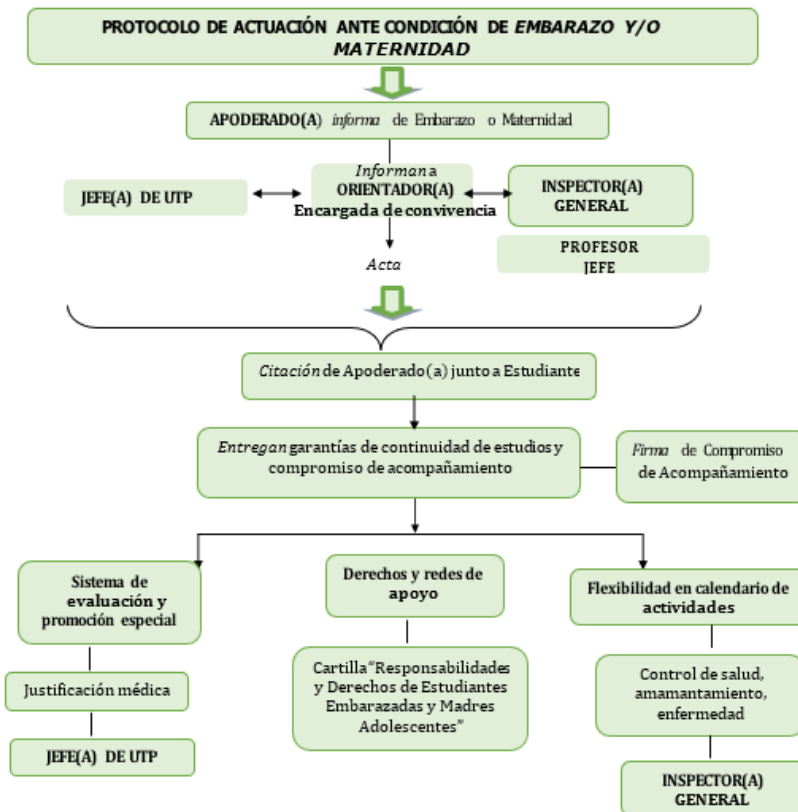 PROTOCOLO DE ACTUACIÓN ANTE CONDICIÓN DE EMBARAZO Y/O
MATERNIDAD
APODERADO(A) informa de Embarazo o Maternidad
Informan a
JEFE(A) DE UTP
ORIENTADOR(A)
Encargada de convivencia
INSPECTOR(A)
GENERAL
PROFESOR
JEFE
Acta
Citación de Apoderado(a) junto a Estudiante
Entregan garantías de continuidad de estudios y
compromiso de acompañamiento
Firma de Compromiso
de Acompañamiento
Sistema de
evaluación y
promoción especial
Derechos y redes de
apoyo
Flexibilidad en calendario de
actividades
Justificación médica
Cartilla “Responsabilidades
y Derechos de Estudiantes
Embarazadas y Madres
Adolescentes”
Control de salud,
amamantamiento,
enfermedad
JEFE(A) DE UTP
INSPECTOR(A)
GENERAL